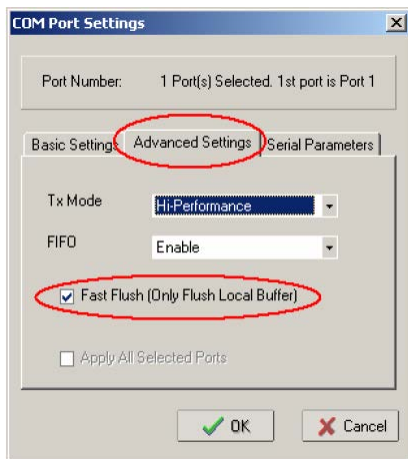 COM Port Settings
Port Number: 1 Port(s) Selected. 1st port is Port 1
Basic Settings Advanced Settings Serial Parameters
Tx Mode Hi-Performance
FIFO Enable
Fast Flush (Only Flush Local Buffer)
Apply All Selected Ports
OK Cancel